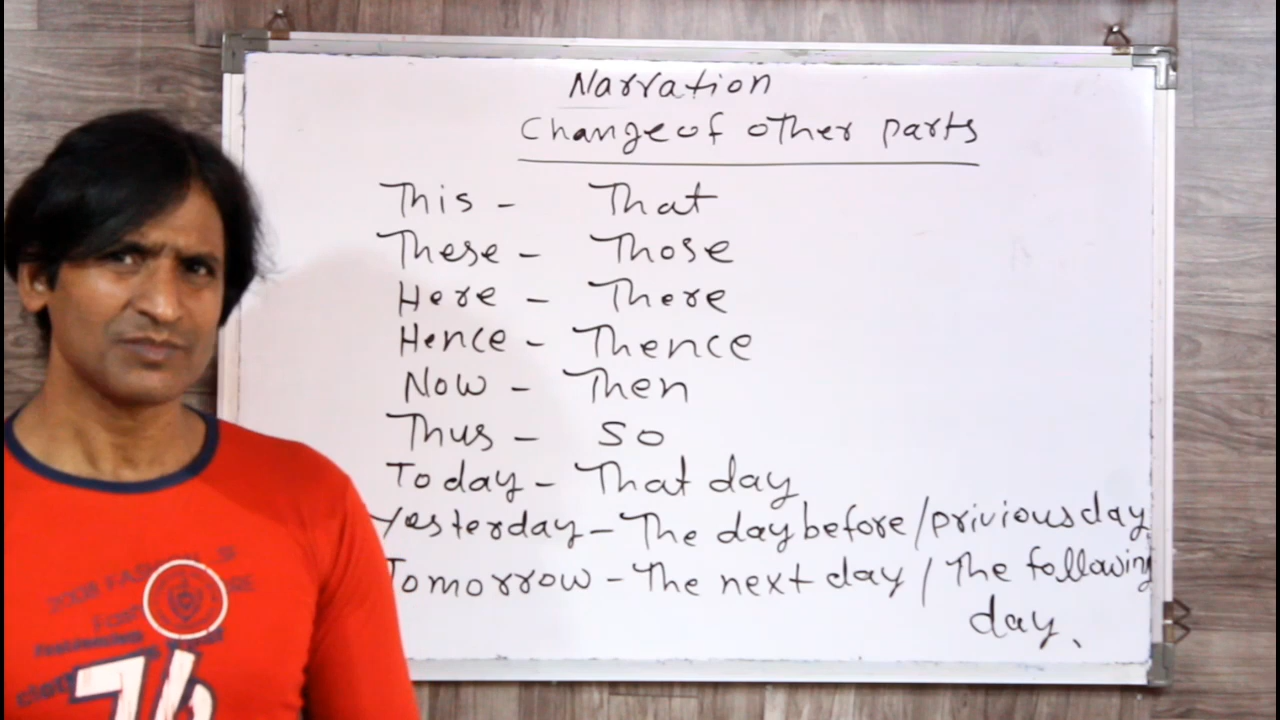 Narration
Change of other parts
This - That
These - Those
Here - There
Hence - Thence
Now - Then
Thus - So
Today - That day
Yesterday - The day before / privious day
Tomorrow - The next day / The following
day.
74